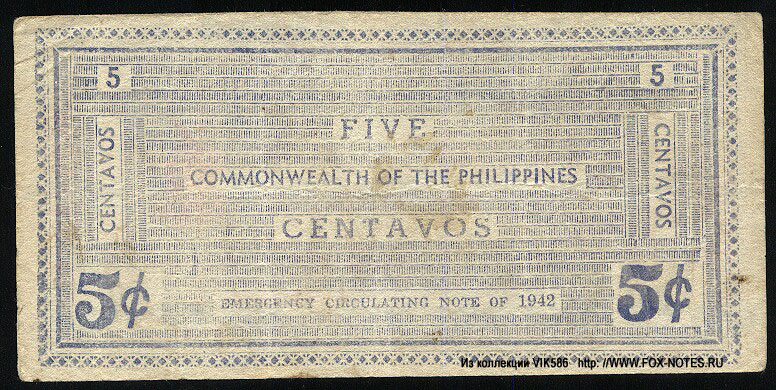 5 5
FIVE
CENTAVOS
CENTAVOS
COMMONWEALTH OF THE PHILIPPINES
CENTAVOS
5¢ 5¢
EMERGENCY CIRCULATING NOTE OF 1942
Из коллекции VIK586 http: //WWW.FOX-NOTES.RU